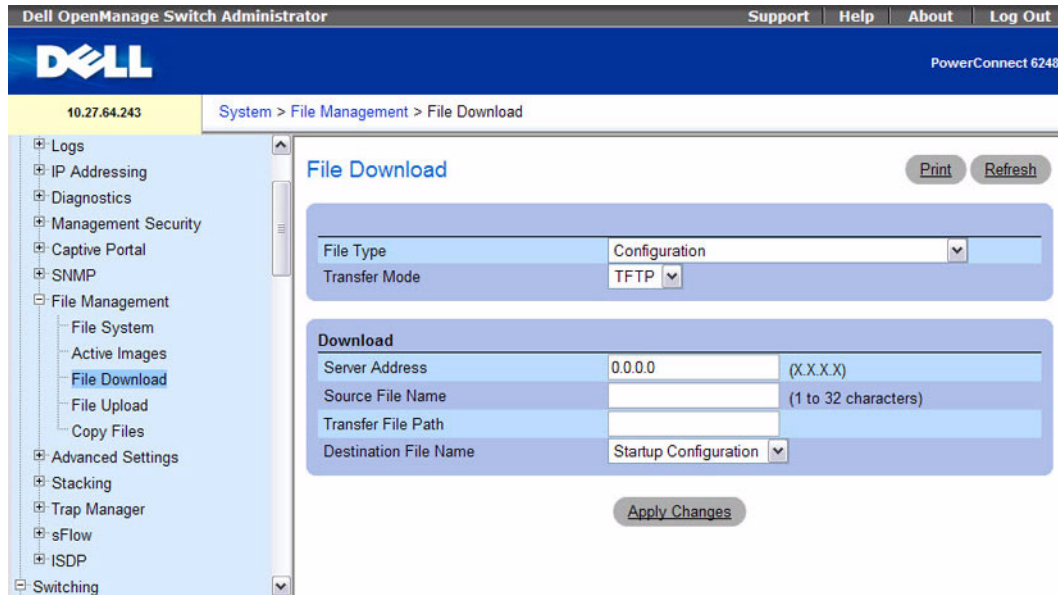 Dell OpenManage Switch Administrator
Support Help About Log Out
DELL
PowerConnect 6248
10.27.64.243
System > File Management > File Download
Logs
IP Addressing
Diagnostics
Management Security
Captive Portal
SNMP
File Management
File System
Active Images
File Download
File Upload
Copy Files
Advanced Settings
Stacking
Trap Manager
sFlow
ISDP
Switching
File Download
Print Refresh
File Type Configuration
Transfer Mode TFTP
Download
Server Address 0.0.0.0 (X.X.X.X)
Source File Name (1 to 32 characters)
Transfer File Path
Destination File Name Startup Configuration
Apply Changes